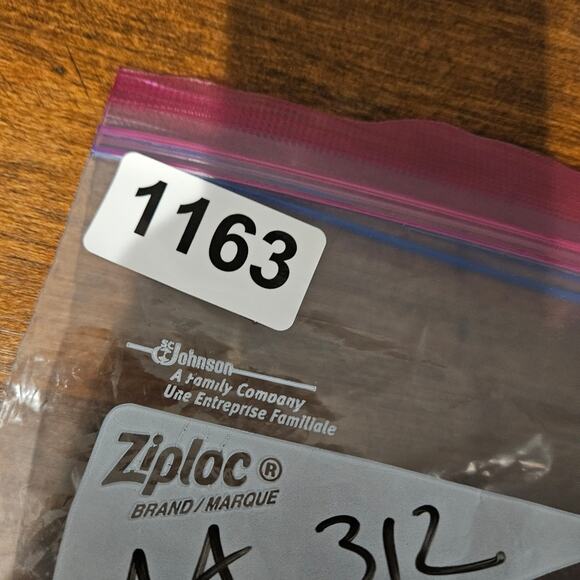 1163
SC Johnson
A Family Company
Une Entreprise Familiale
Ziploc®
BRAND/MARQUE
312